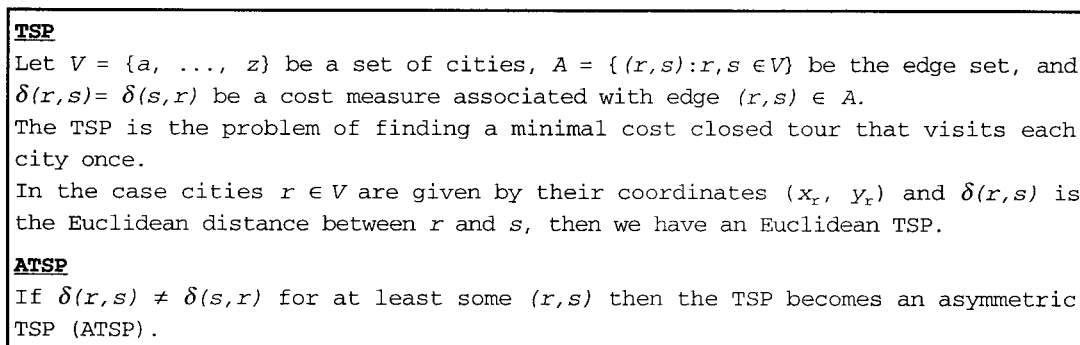 TSP
Let V = {a, ..., z} be a set of cities, A = {(r,s):r,s ∈V} be the edge set, and
δ(r,s)= δ(s,r) be a cost measure associated with edge (r,s) ∈ A.
The TSP is the problem of finding a minimal cost closed tour that visits each
city once.
In the case cities r ∈V are given by their coordinates (xᵣ, yᵣ) and δ(r,s) is
the Euclidean distance between r and s, then we have an Euclidean TSP.
ATSP
If δ(r,s) ≠ δ(s,r) for at least some (r,s) then the TSP becomes an asymmetric
TSP (ATSP).